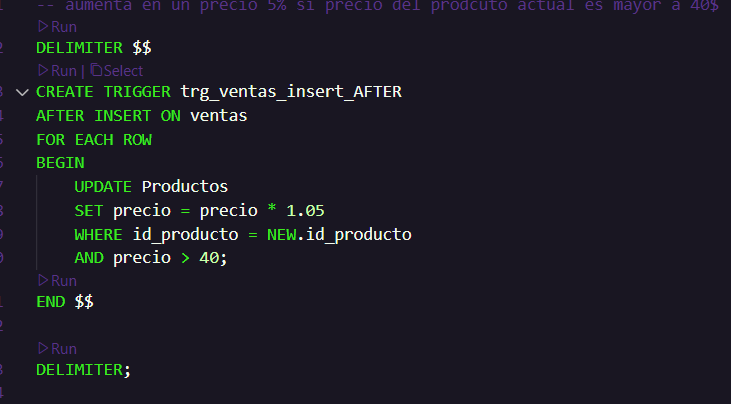 -- aumenta en un precio 5% si precio del prodcuto actual es mayor a 40$
Run
DELIMITER $$
Run | Select
CREATE TRIGGER trg_ventas_insert_AFTER
AFTER INSERT ON ventas
FOR EACH ROW
BEGIN
UPDATE Productos
SET precio = precio * 1.05
WHERE id_producto = NEW.id_producto
AND precio > 40;
Run
END $$
Run
DELIMITER;